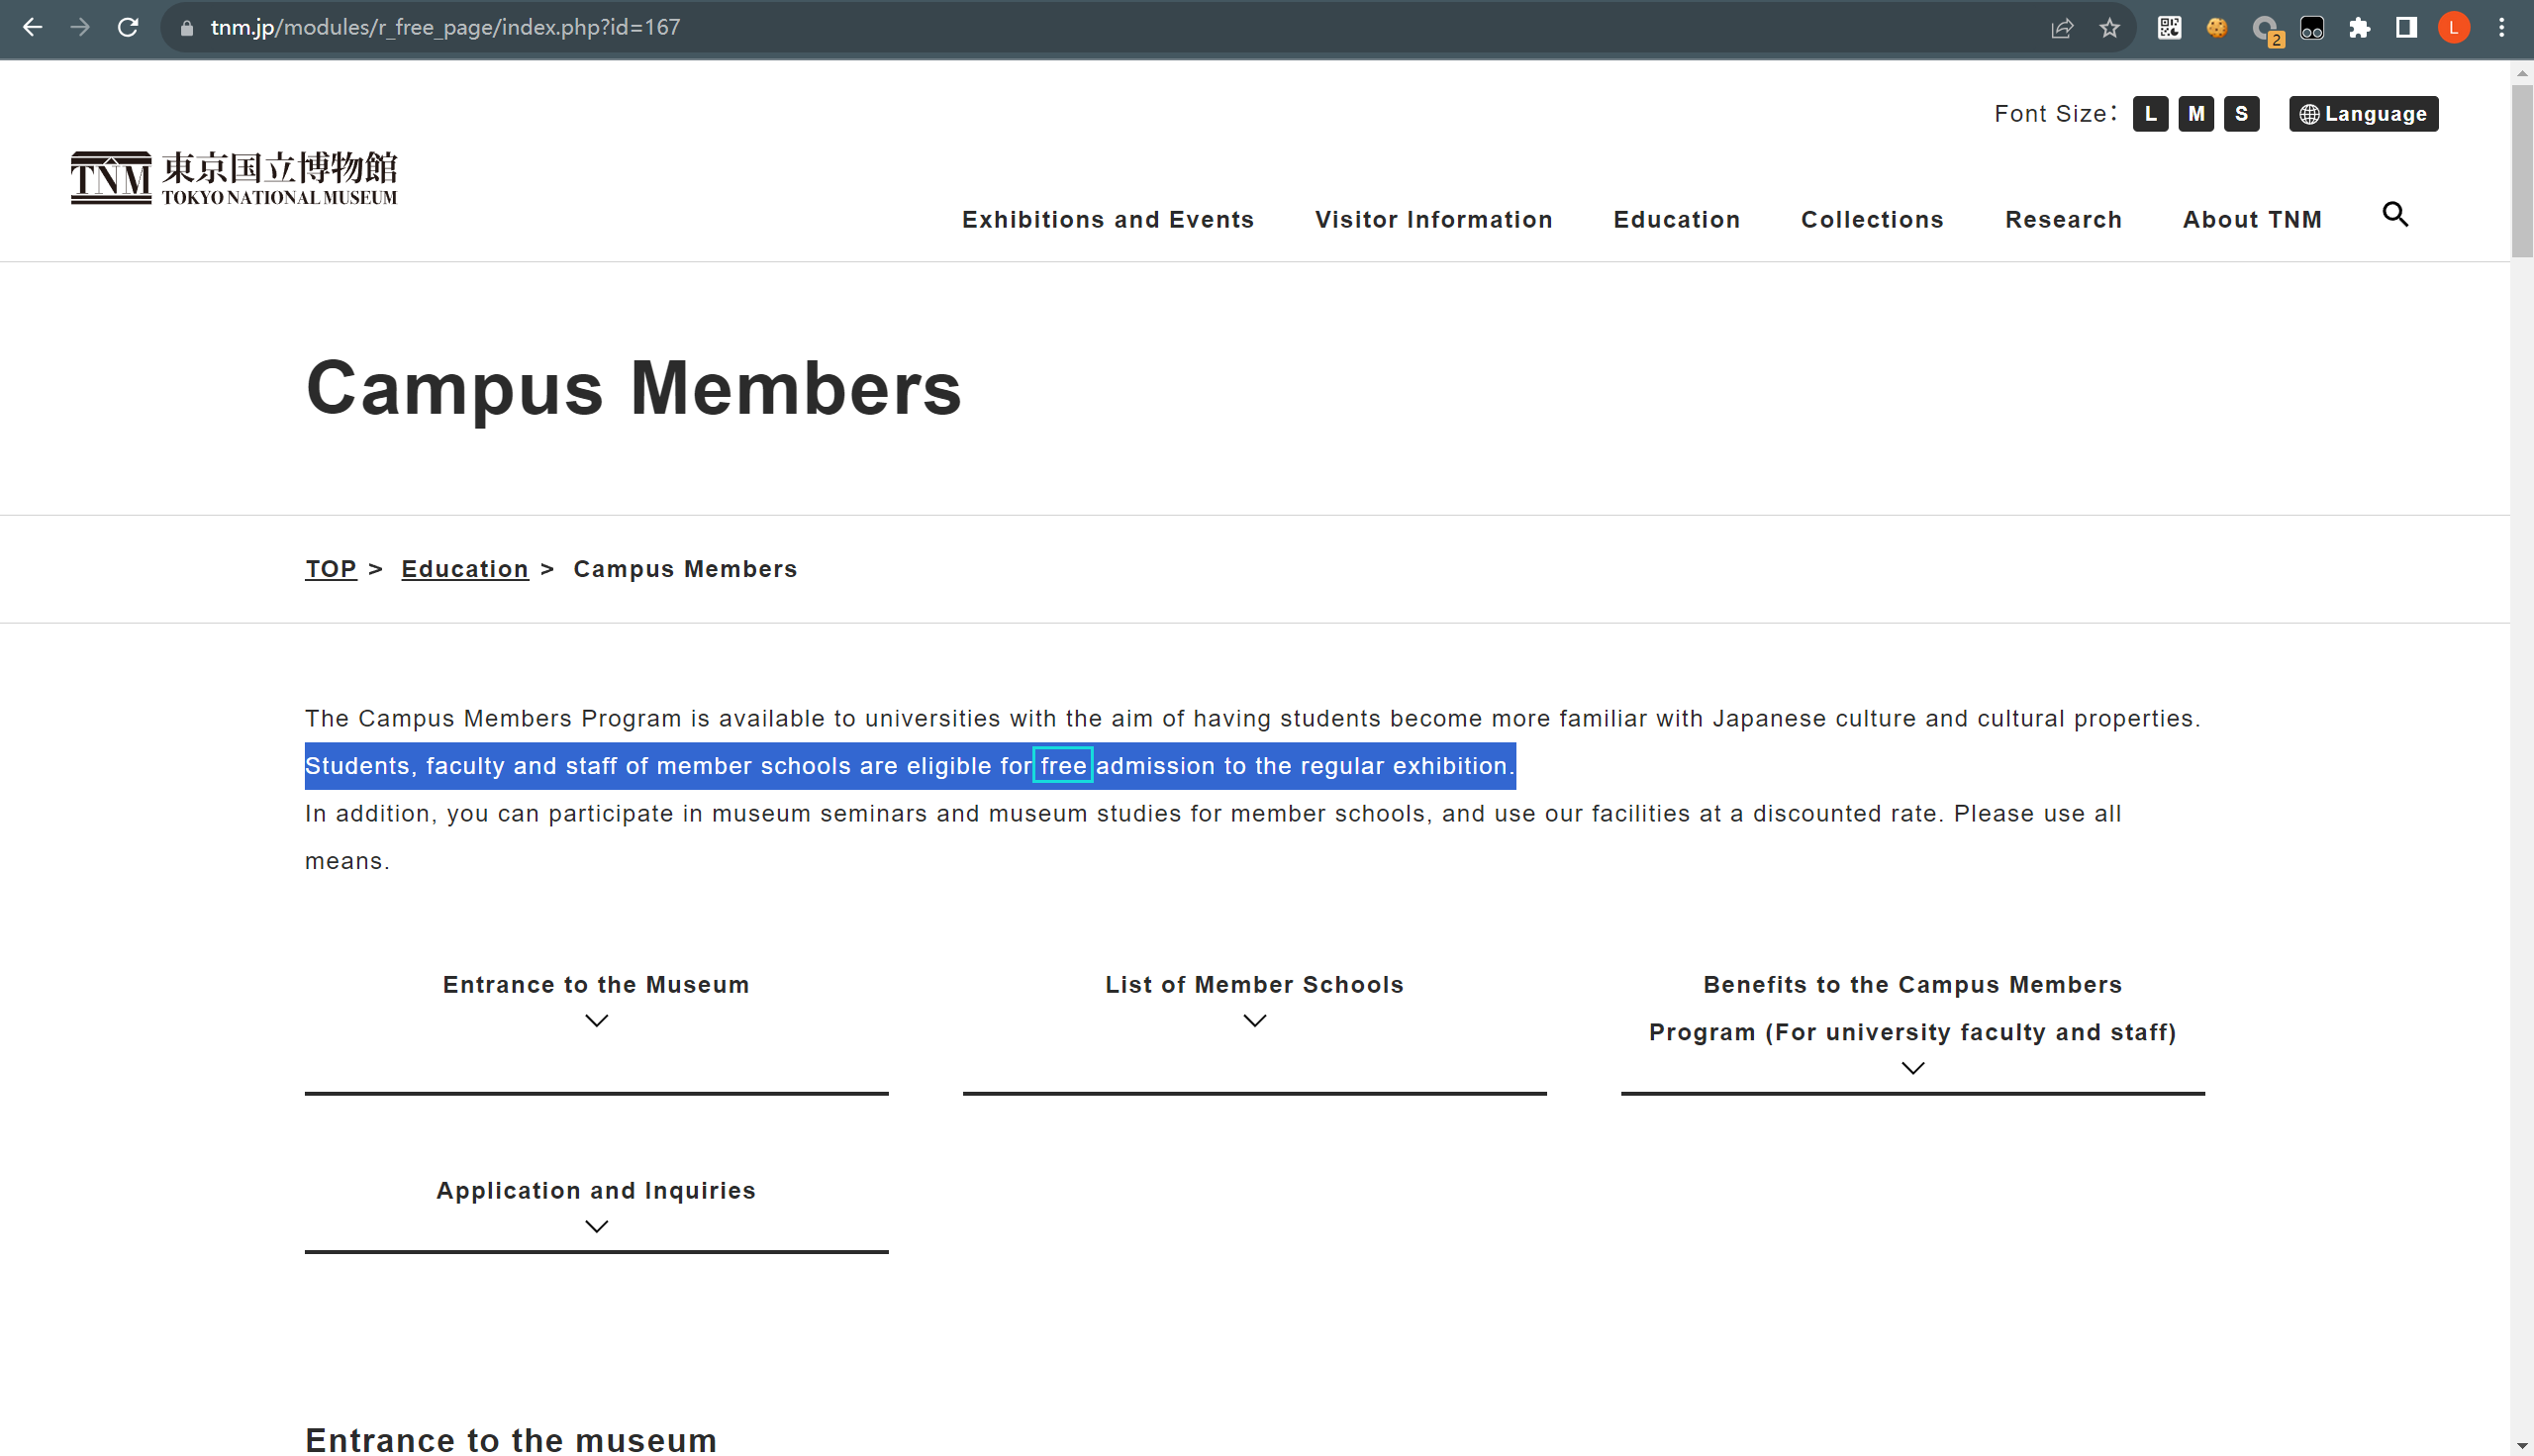 tnm.jp/modules/r_free_page/index.php?id=167
2
L
Font Size： L M S Language
TNM 東京国立博物館
TOKYO NATIONAL MUSEUM
Exhibitions and Events Visitor Information Education Collections Research About TNM
Campus Members
TOP > Education > Campus Members
The Campus Members Program is available to universities with the aim of having students become more familiar with Japanese culture and cultural properties.
Students, faculty and staff of member schools are eligible for free admission to the regular exhibition.
In addition, you can participate in museum seminars and museum studies for member schools, and use our facilities at a discounted rate. Please use all
means.
Entrance to the Museum
List of Member Schools
Benefits to the Campus Members
Program (For university faculty and staff)
Application and Inquiries
Entrance to the museum